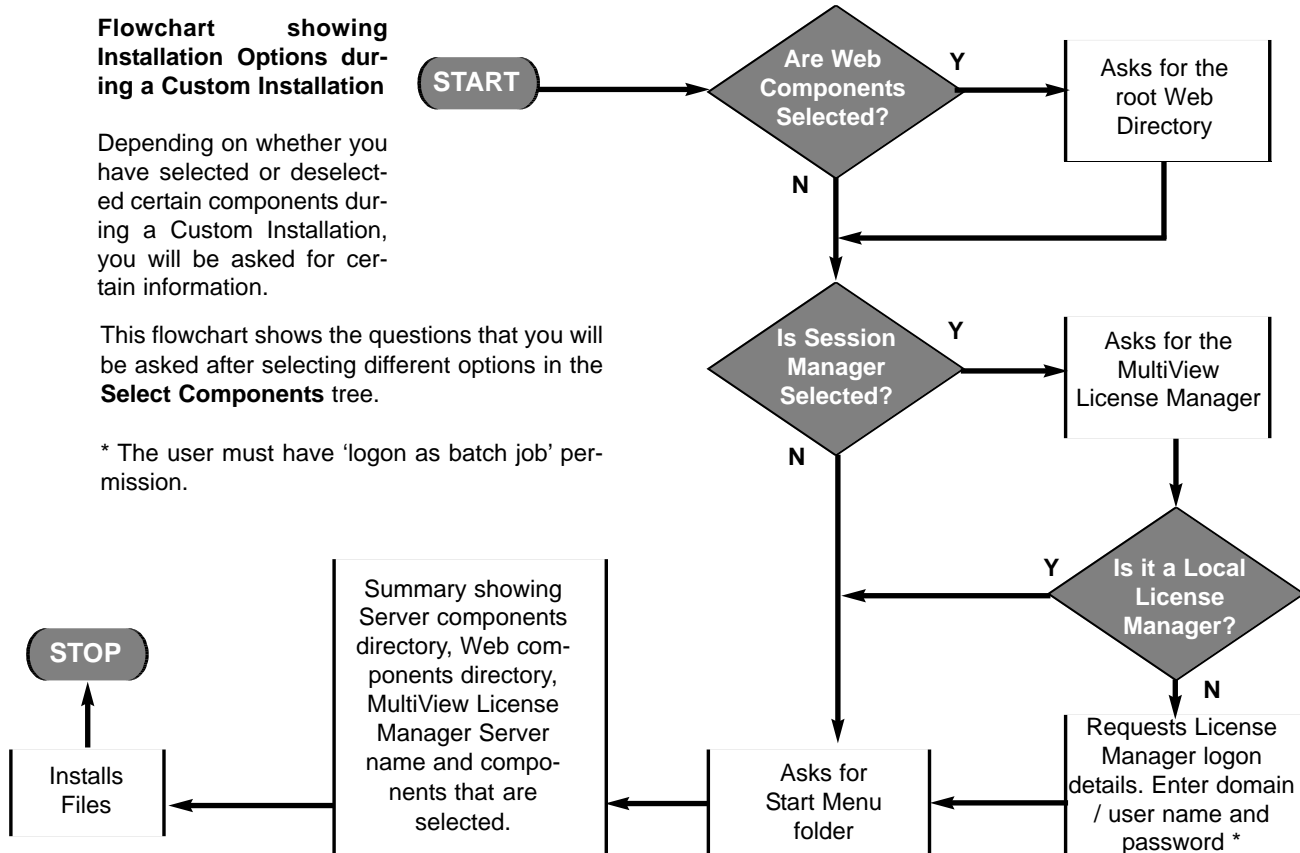 Flowchart showing
Installation Options dur-
ing a Custom Installation
Depending on whether you
have selected or deselect-
ed certain components dur-
ing a Custom Installation,
you will be asked for cer-
tain information.
This flowchart shows the questions that you will
be asked after selecting different options in the
Select Components tree.
* The user must have ‘logon as batch job’ per-
mission.
START
Are Web
Components
Selected?
Y
N
Asks for the
root Web
Directory
Is Session
Manager
Selected?
Y
N
Asks for the
MultiView
License Manager
Is it a Local
License
Manager?
Y
N
Requests License
Manager logon
details. Enter domain
/ user name and
password *
Asks for
Start Menu
folder
Summary showing
Server components
directory, Web com-
ponents directory,
MultiView License
Manager Server
name and compo-
nents that are
selected.
Installs
Files
STOP